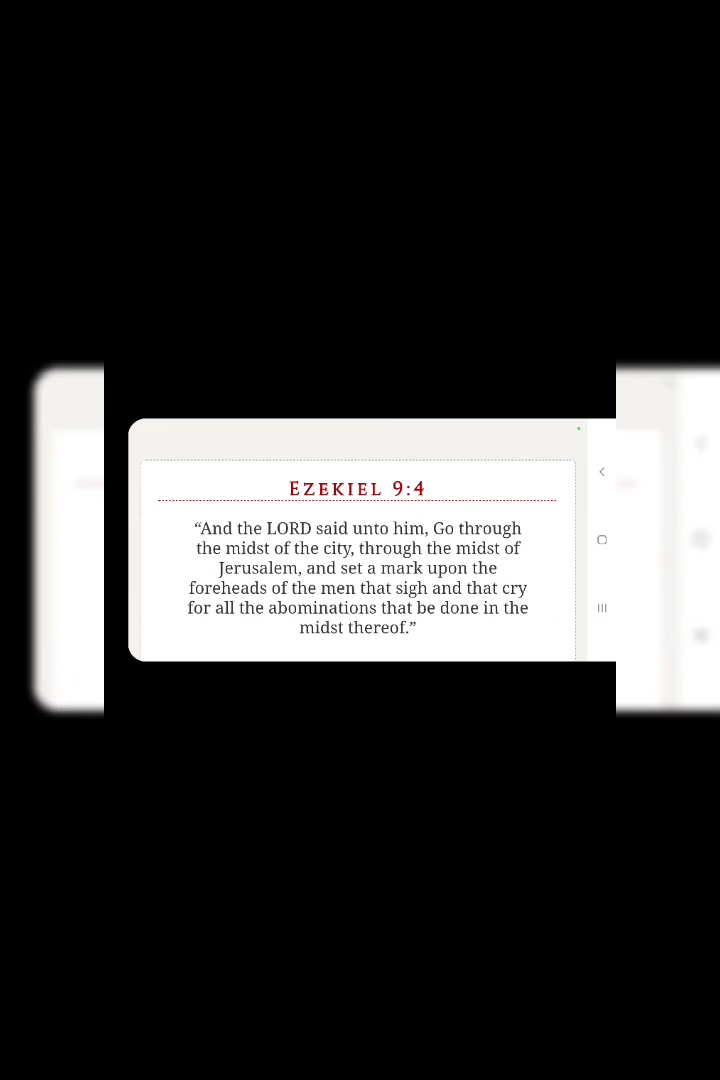 EZEKIEL 9:4
“And the LORD said unto him, Go through
the midst of the city, through the midst of
Jerusalem, and set a mark upon the
foreheads of the men that sigh and that cry
for all the abominations that be done in the
midst thereof.”